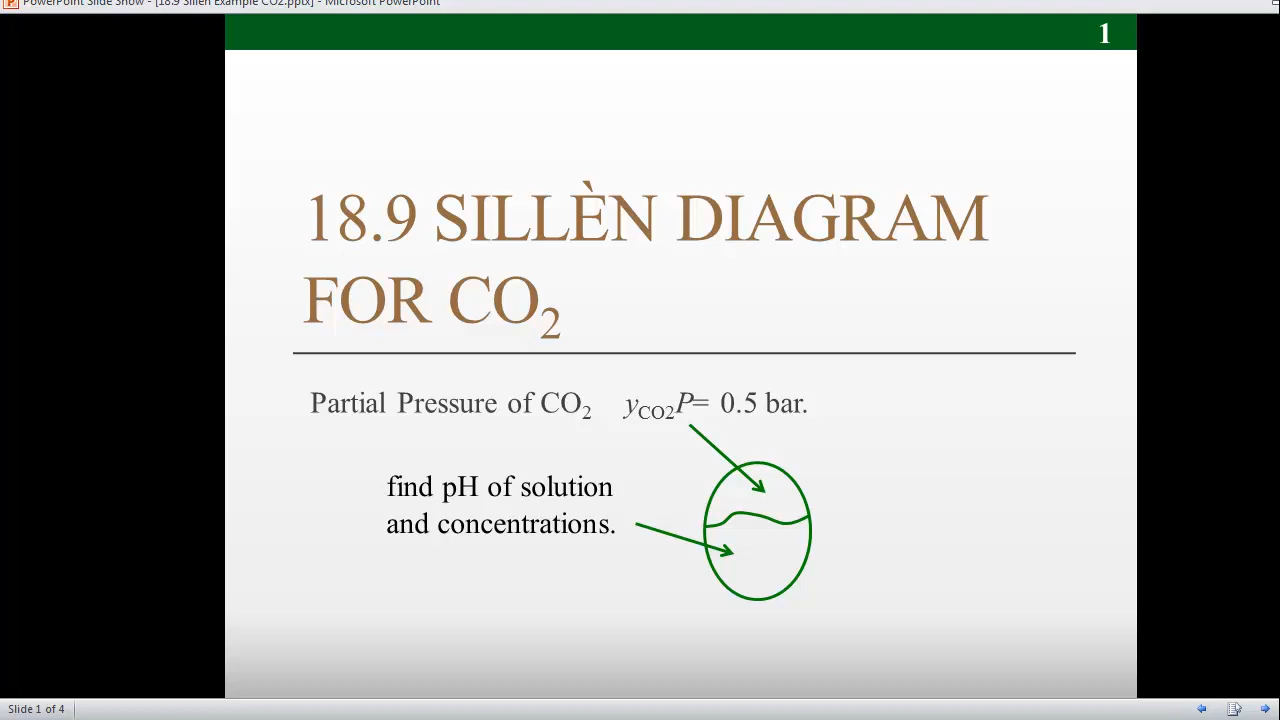 PowerPoint Slide Show - [18.9 Sillen Example CO2.pptx] - Microsoft PowerPoint
1
18.9 SILLÈN DIAGRAM
FOR CO₂
Partial Pressure of CO₂ y_CO2P= 0.5 bar.
find pH of solution
and concentrations.
Slide 1 of 4